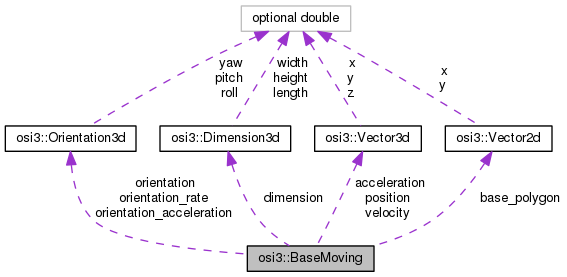 optional double
yaw
pitch
roll
width
height
length
x
y
z
x
y
osi3::Orientation3d
osi3::Dimension3d
osi3::Vector3d
osi3::Vector2d
orientation
orientation_rate
orientation_acceleration
dimension
acceleration
position
velocity
base_polygon
osi3::BaseMoving